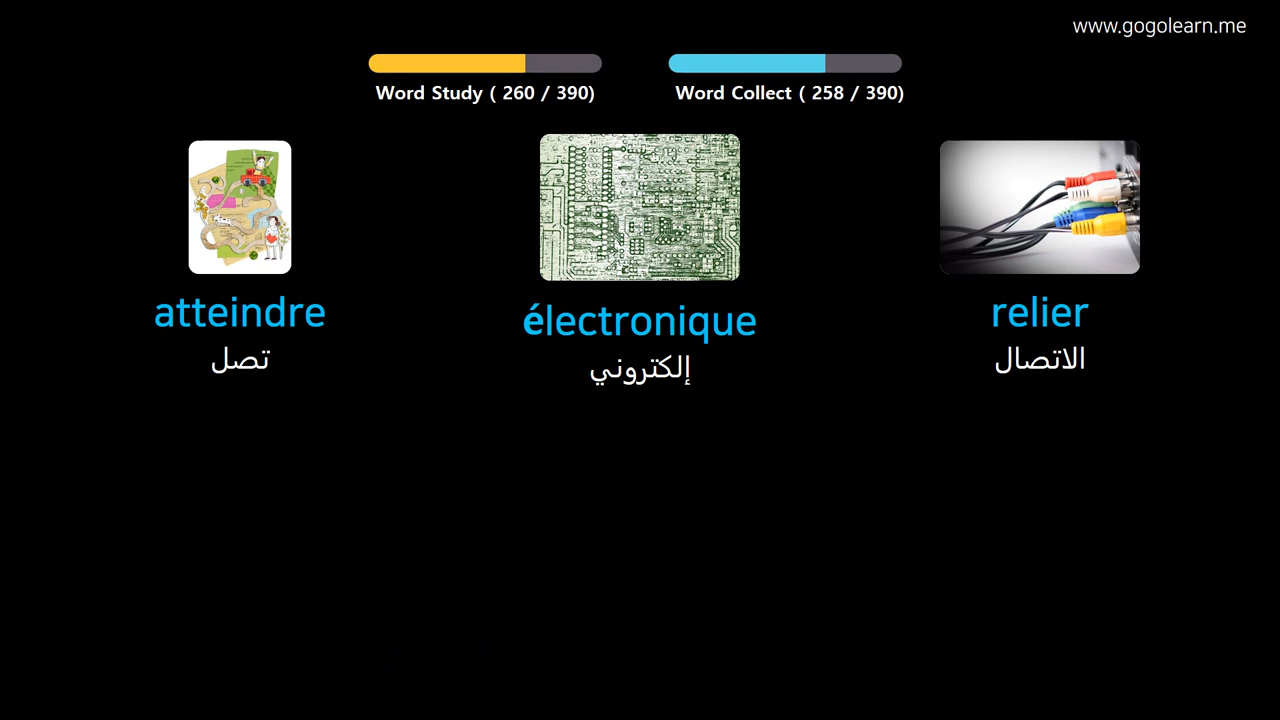 www.gogolearn.me
Word Study ( 260 / 390)
Word Collect ( 258 / 390)
atteindre
تصل
électronique
إلكتروني
relier
الاتصال